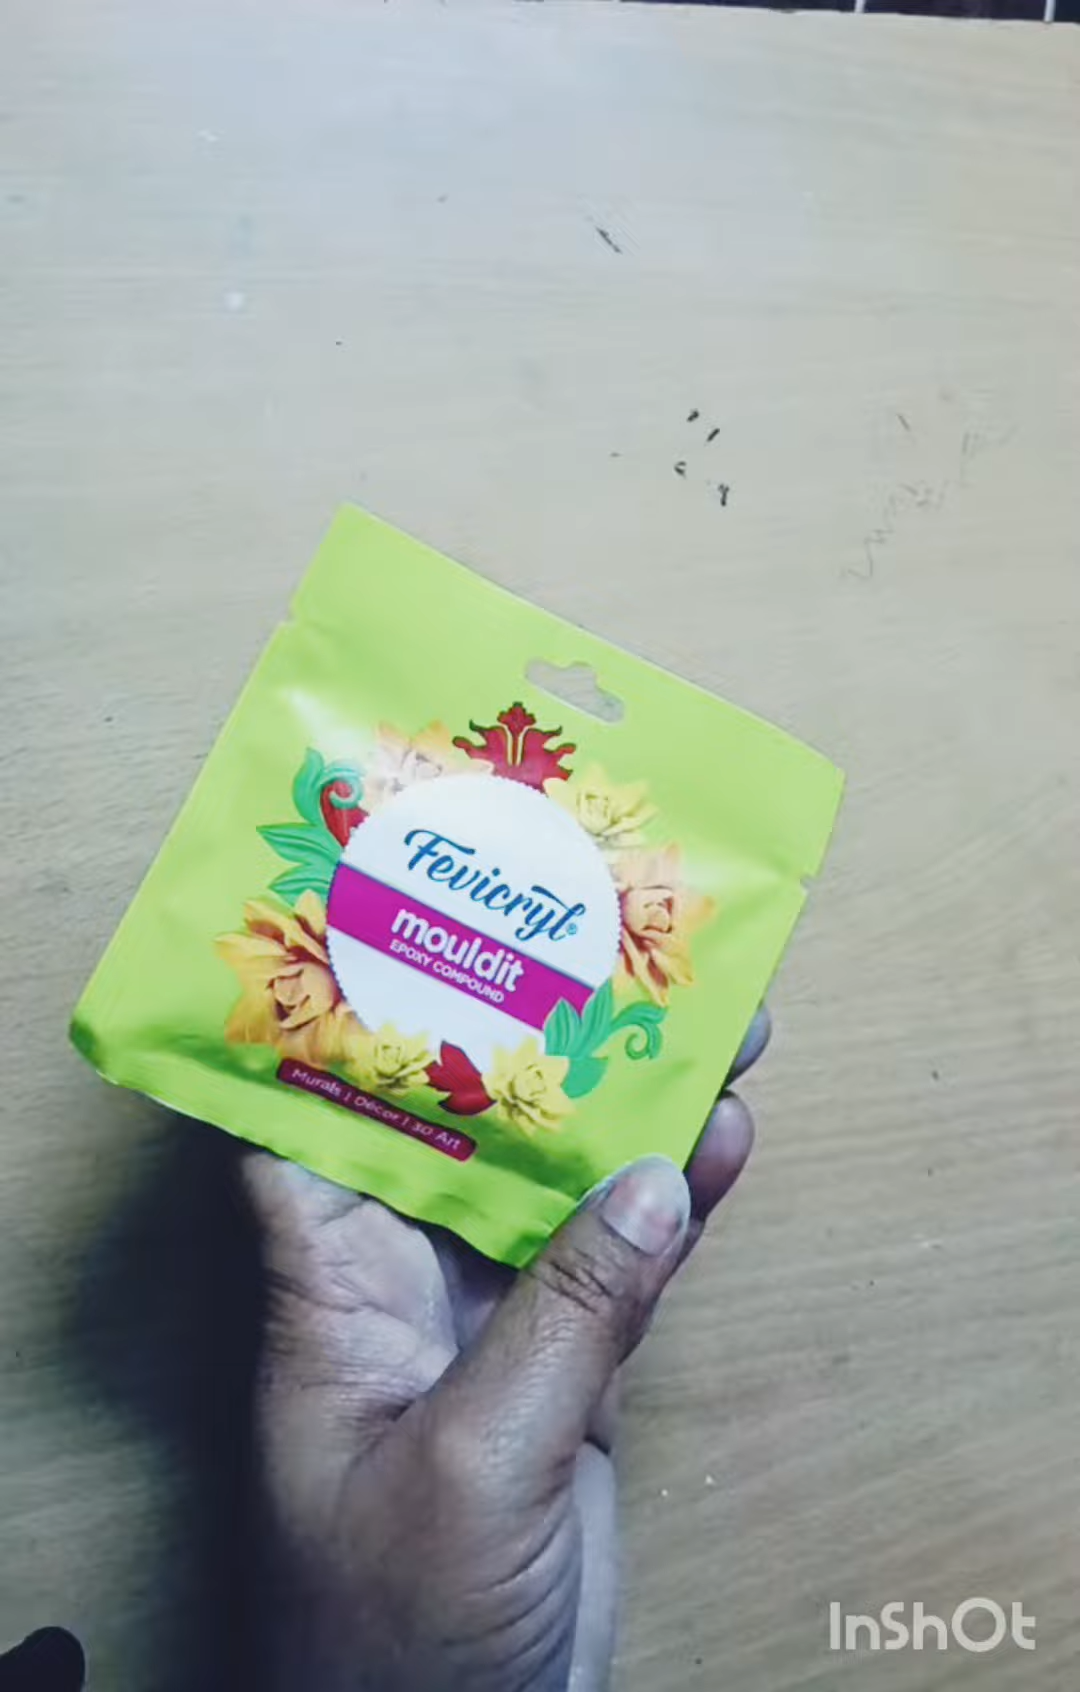 Fevicryl®
mouldit
EPOXY COMPOUND
Murals | Décor | 3D Art
InShOt